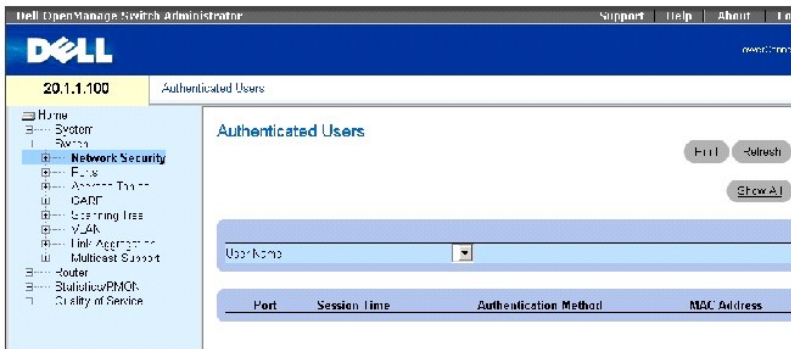 Dell OpenManage Switch Administrator
Support Help About
DELL
20.1.1.100
Authenticated Users
Home
System
Switch
Network Security
Ports
Address Tables
GARP
Spanning Tree
VLAN
Link Aggregation
Multicast Support
Router
Statistics/RMON
Quality of Service
Authenticated Users
Print Refresh
Show All
User Name
Port Session Time Authentication Method MAC Address